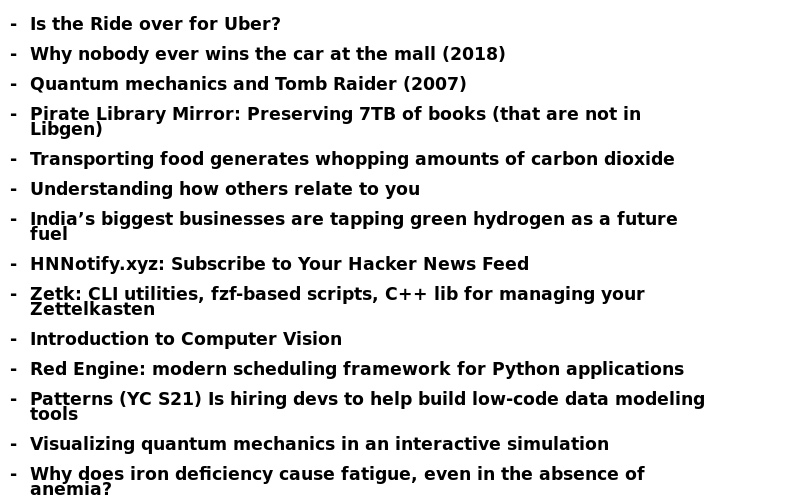 - Is the Ride over for Uber?
- Why nobody ever wins the car at the mall (2018)
- Quantum mechanics and Tomb Raider (2007)
- Pirate Library Mirror: Preserving 7TB of books (that are not in
Libgen)
- Transporting food generates whopping amounts of carbon dioxide
- Understanding how others relate to you
- India’s biggest businesses are tapping green hydrogen as a future
fuel
- HNNotify.xyz: Subscribe to Your Hacker News Feed
- Zetk: CLI utilities, fzf-based scripts, C++ lib for managing your
Zettelkasten
- Introduction to Computer Vision
- Red Engine: modern scheduling framework for Python applications
- Patterns (YC S21) Is hiring devs to help build low-code data modeling
tools
- Visualizing quantum mechanics in an interactive simulation
- Why does iron deficiency cause fatigue, even in the absence of
anemia?